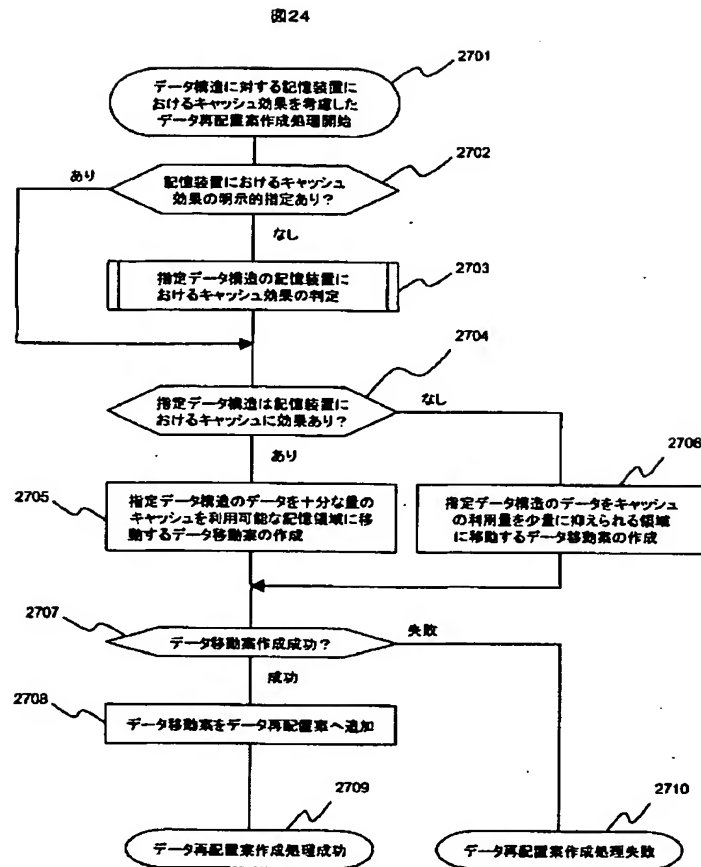 図24
2701
データ構造に対する記憶装置に
おけるキャッシュ効果を考慮した
データ再配置案作成処理開始
2702
あり
記憶装置におけるキャッシュ
効果の明示的指定あり?
なし
2703
指定データ構造の記憶装置に
おけるキャッシュ効果の判定
2704
指定データ構造は記憶装置に
おけるキャッシュに効果あり?
なし
あり
2706
2705
指定データ構造のデータを十分な量の
キャッシュを利用可能な記憶領域に移
動するデータ移動案の作成
指定データ構造のデータをキャッシュ
の利用量を少量に抑えられる領域
に移動するデータ移動案の作成
2707
データ移動案作成成功?
失敗
成功
2708
データ移動案をデータ再配置案へ追加
2709
2710
データ再配置案作成処理成功
データ再配置案作成処理失敗